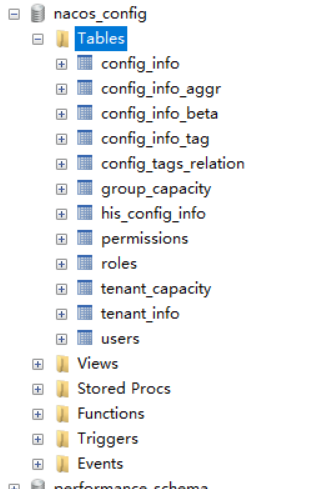 nacos_config
Tables
config_info
config_info_aggr
config_info_beta
config_info_tag
config_tags_relation
group_capacity
his_config_info
permissions
roles
tenant_capacity
tenant_info
users
Views
Stored Procs
Functions
Triggers
Events
performance_schema